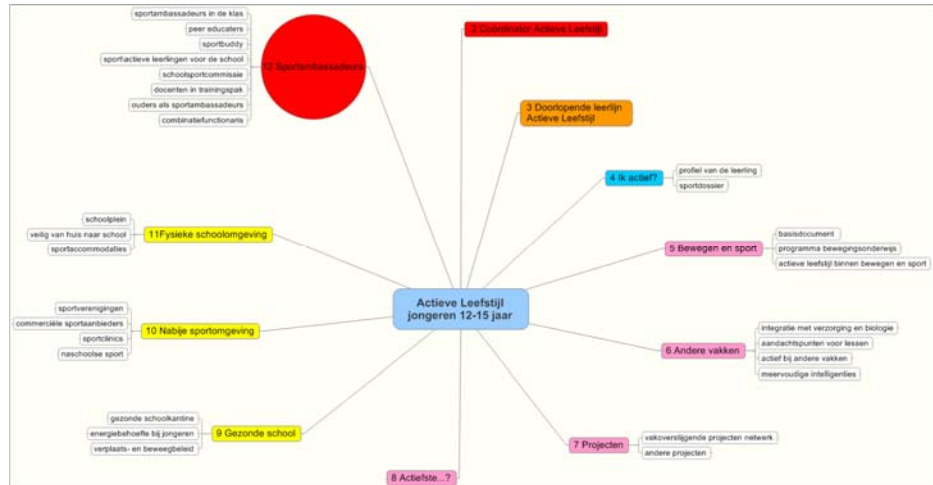 Actieve Leefstijl
jongeren 12-15 jaar
2 Coördinator Actieve Leefstijl
3 Doorlopende leerlijn
Actieve Leefstijl
4 Ik actief?
profiel van de leerling
sportdossier
5 Bewegen en sport
basisdocument
programma bewegingsonderwijs
actieve leefstijl binnen bewegen en sport
6 Andere vakken
integratie met verzorging en biologie
aandachtspunten voor lessen
actief bij andere vakken
meervoudige intelligenties
7 Projecten
vakoverstijgende projecten netwerk
andere projecten
8 Actiefste...?
9 Gezonde school
gezonde schoolkantine
energiebehoefte bij jongeren
verplaats- en beweegbeleid
10 Nabije sportomgeving
sportverenigingen
commerciële sportaanbieders
sportclinics
naschoolse sport
11Fysieke schoolomgeving
schoolplein
veilig van huis naar school
sportaccommodaties
12 Sportambassadeurs
sportambassadeurs in de klas
peer educaters
sportbuddy
sport\actieve leerlingen voor de school
schoolsportcommissaie
docenten in trainingspak
ouders als sportambassadeurs
combinatiefunctionaris